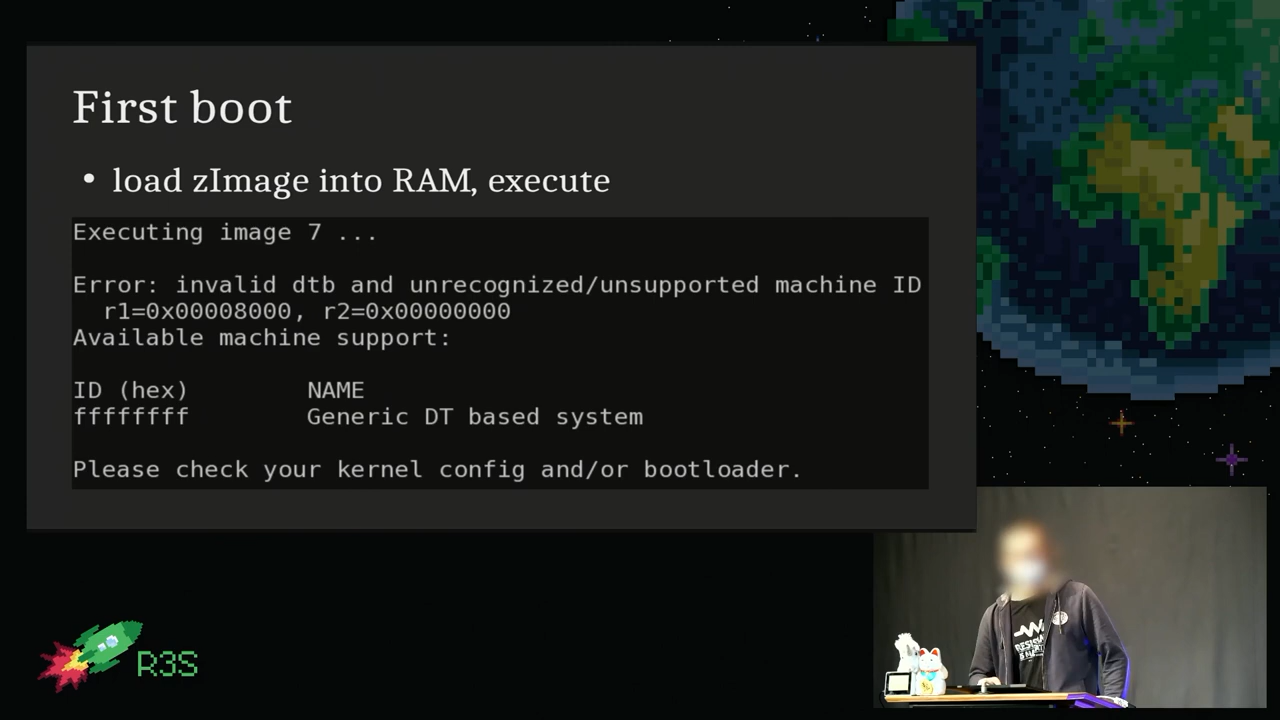 First boot
• load zImage into RAM, execute
Executing image 7 ...
Error: invalid dtb and unrecognized/unsupported machine ID
  r1=0x00008000, r2=0x00000000
Available machine support:
ID (hex)        NAME
ffffffff        Generic DT based system
Please check your kernel config and/or bootloader.
R3S